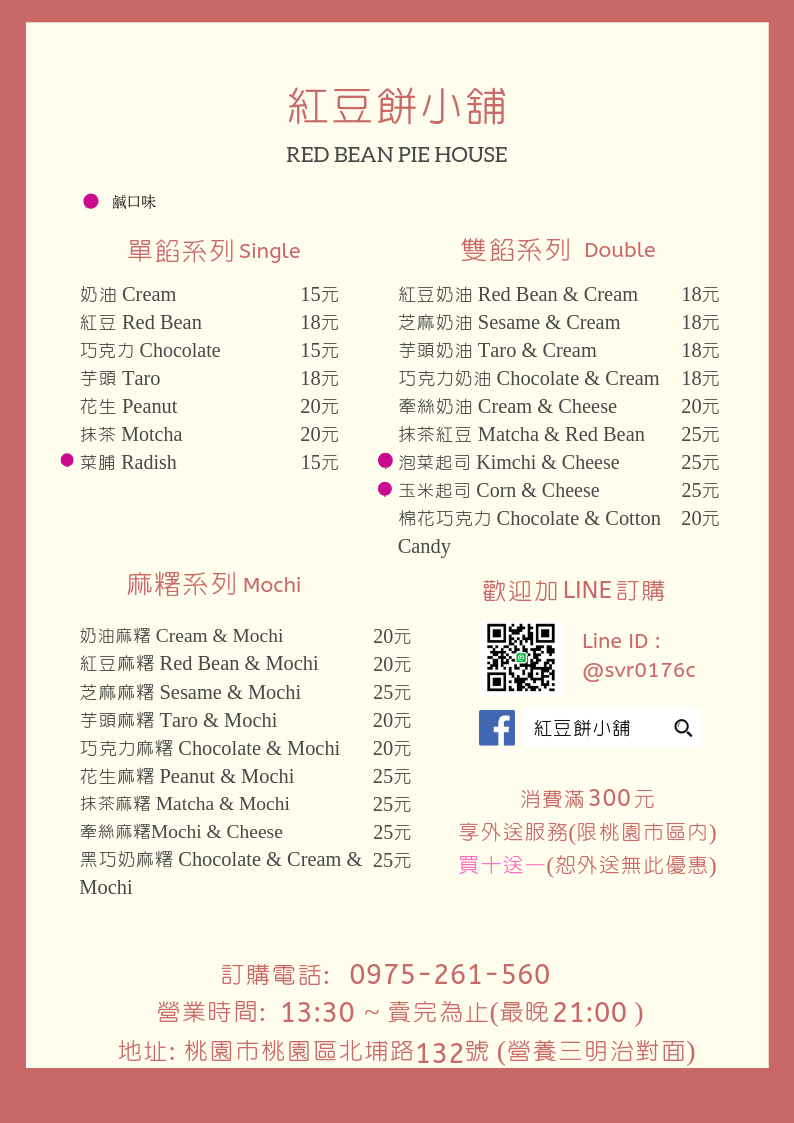 紅豆餅小舖
RED BEAN PIE HOUSE
鹹口味
單餡系列 Single
奶油 Cream 15元
紅豆 Red Bean 18元
巧克力 Chocolate 15元
芋頭 Taro 18元
花生 Peanut 20元
抹茶 Motcha 20元
菜脯 Radish 15元
雙餡系列 Double
紅豆奶油 Red Bean & Cream 18元
芝麻奶油 Sesame & Cream 18元
芋頭奶油 Taro & Cream 18元
巧克力奶油 Chocolate & Cream 18元
牽絲奶油 Cream & Cheese 20元
抹茶紅豆 Matcha & Red Bean 25元
泡菜起司 Kimchi & Cheese 25元
玉米起司 Corn & Cheese 25元
棉花巧克力 Chocolate & Cotton 20元
Candy
麻糬系列 Mochi
奶油麻糬 Cream & Mochi 20元
紅豆麻糬 Red Bean & Mochi 20元
芝麻麻糬 Sesame & Mochi 25元
芋頭麻糬 Taro & Mochi 20元
巧克力麻糬 Chocolate & Mochi 20元
花生麻糬 Peanut & Mochi 25元
抹茶麻糬 Matcha & Mochi 25元
牽絲麻糬Mochi & Cheese 25元
黑巧奶麻糬 Chocolate & Cream & 25元
Mochi
歡迎加 LINE 訂購
Line ID :
@svr0176c
紅豆餅小舖
消費滿300元
享外送服務(限桃園市區内)
買十送一(恕外送無此優惠)
訂購電話: 0975-261-560
營業時間: 13:30 ~ 賣完為止(最晚21:00 )
地址: 桃園市桃園區北埔路132號 (營養三明治對面)